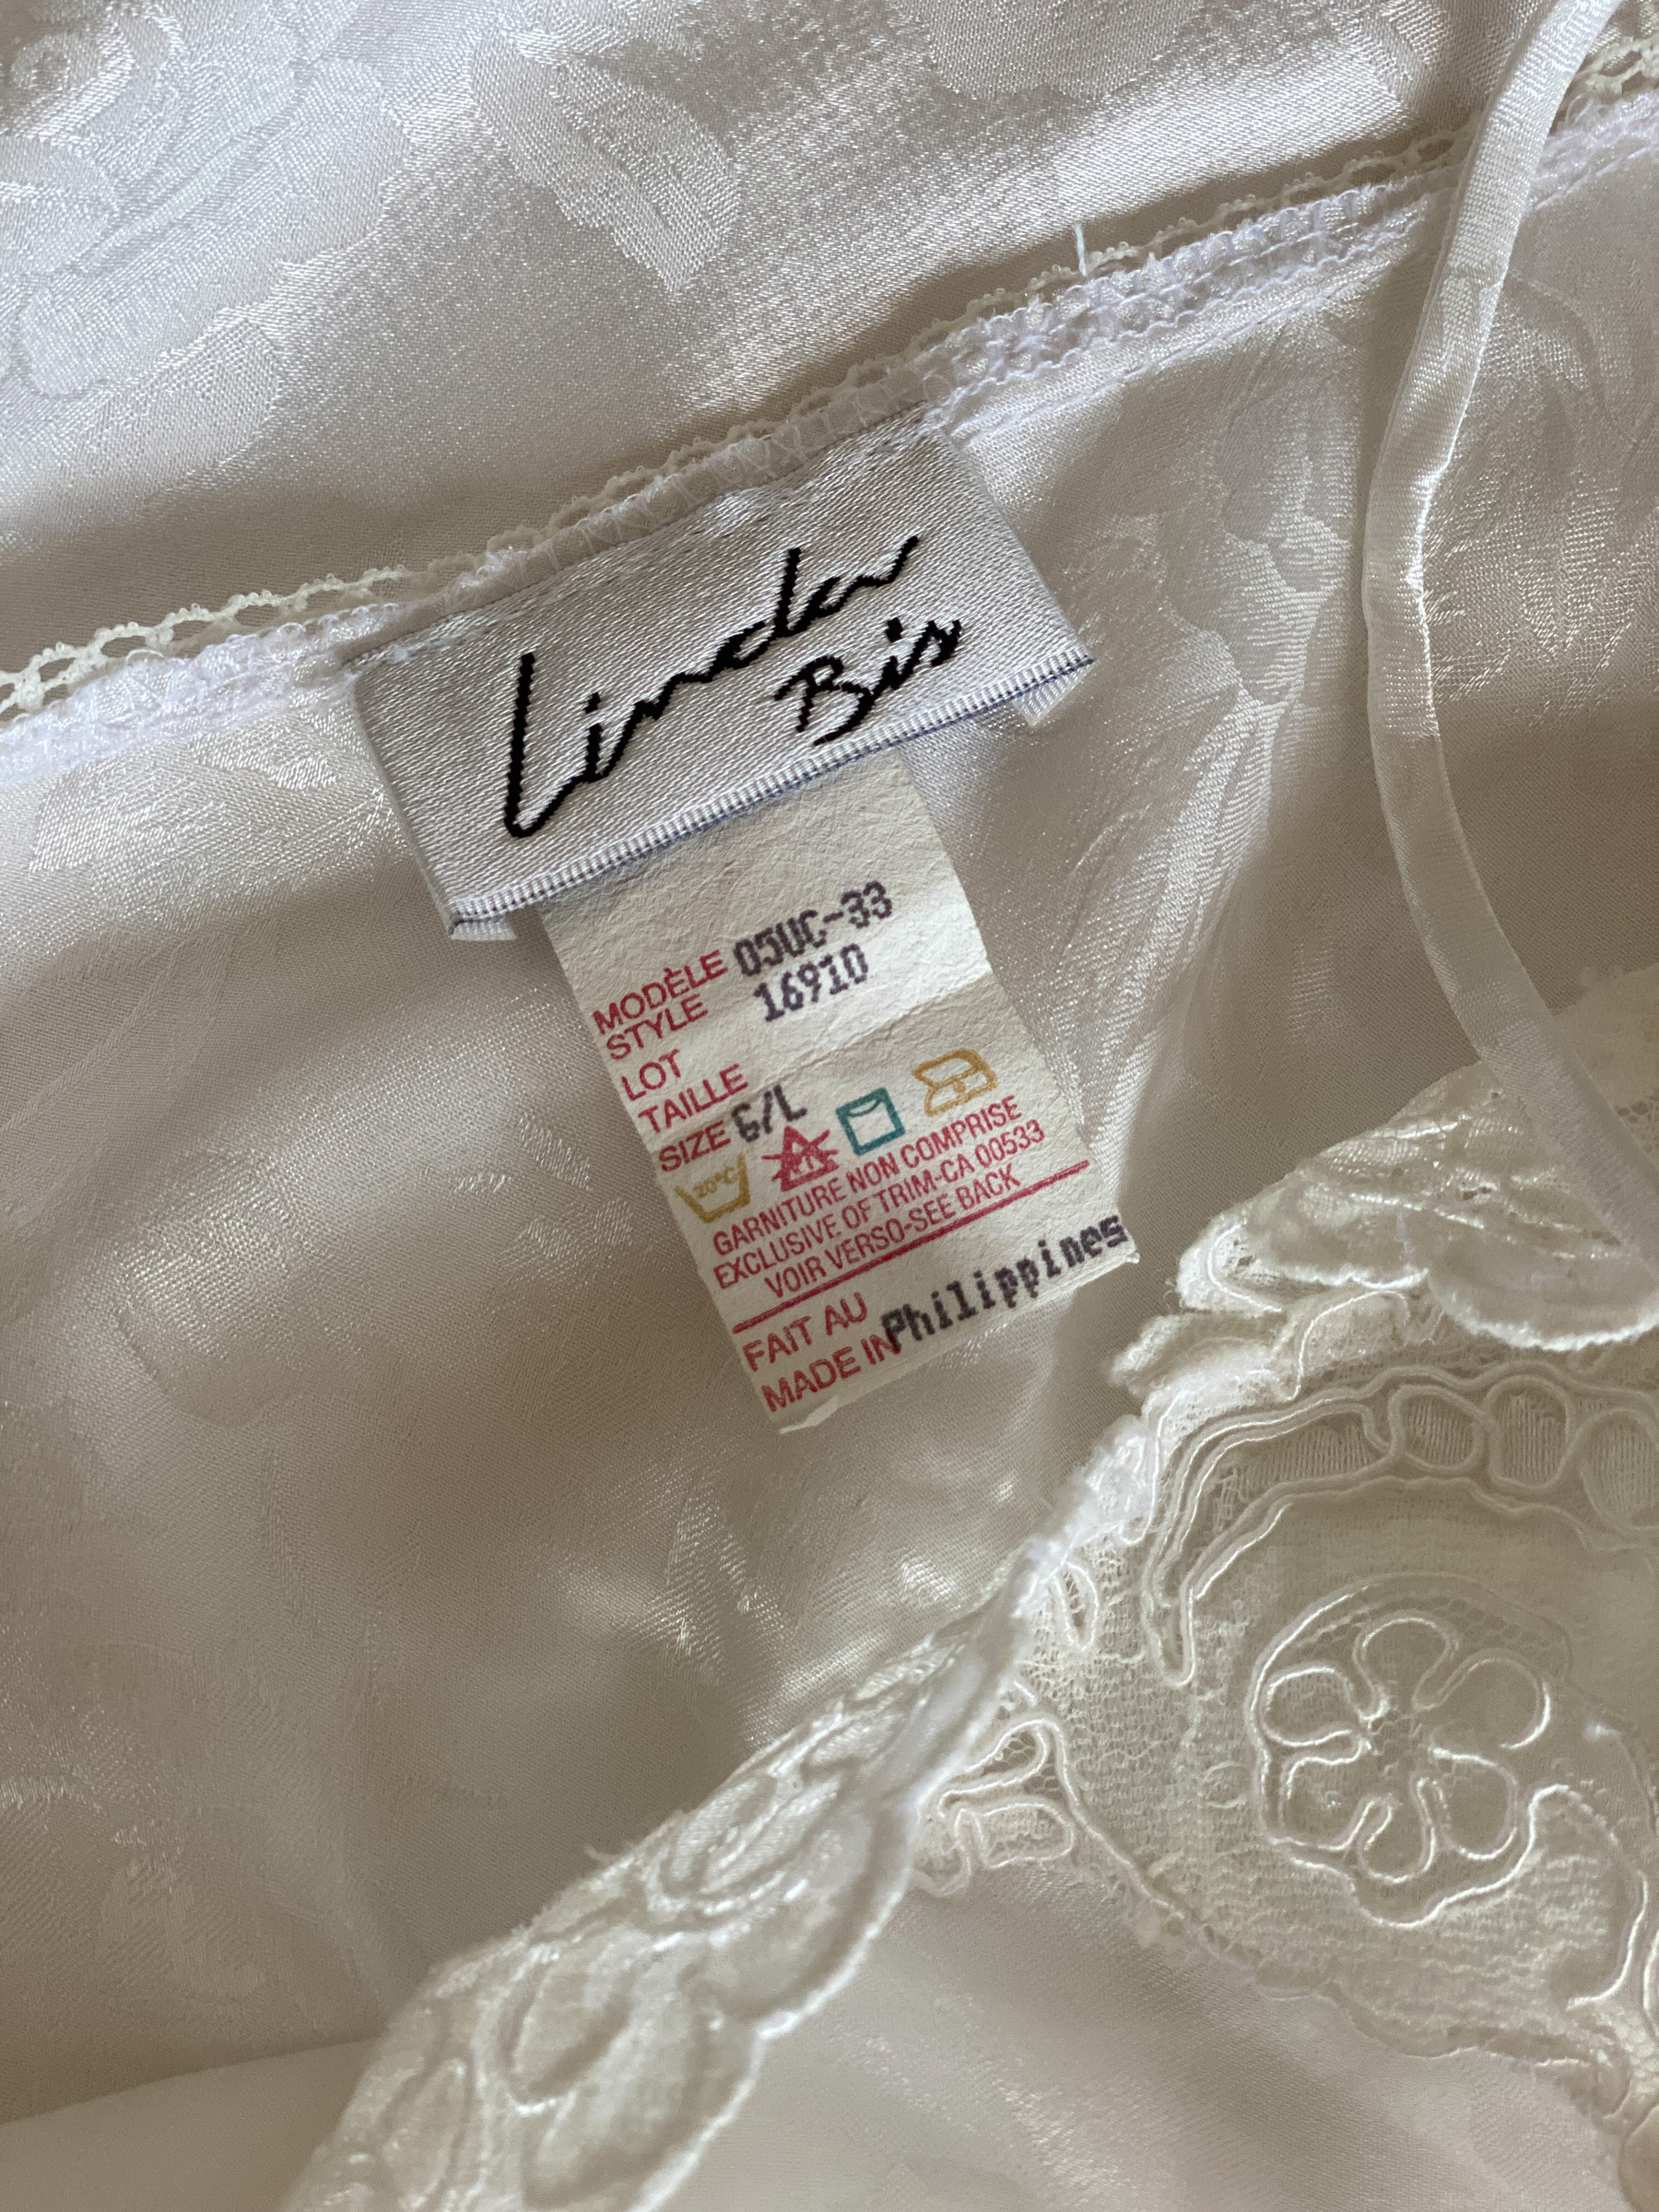 Linda
Bis
MODÈLE 05UC-33
STYLE 16910
LOT
TAILLE
SIZE G/L
20°C
GARNITURE NON COMPRISE
EXCLUSIVE OF TRIM-CA 00533
VOIR VERSO-SEE BACK
FAIT AU
MADE IN Philippines